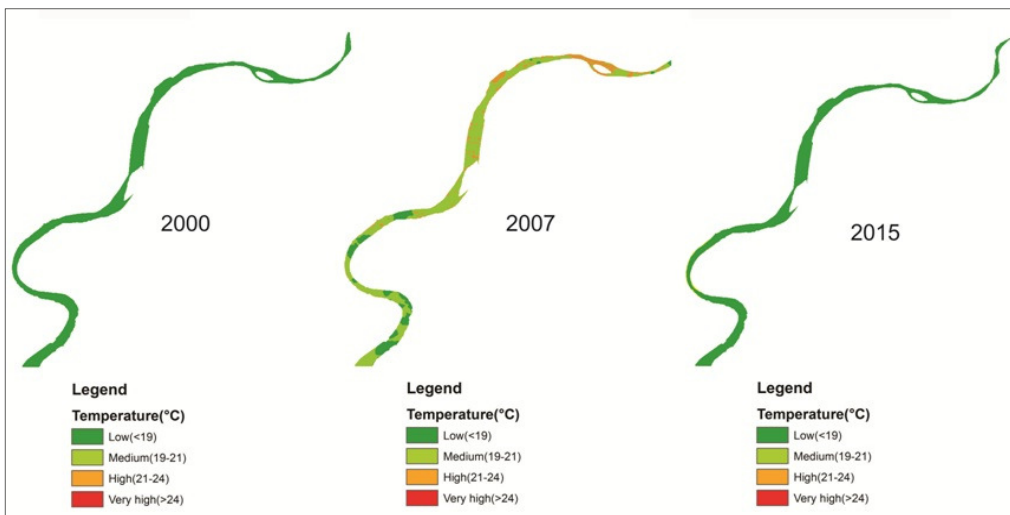 2000
Legend
Temperature(°C)
Low(<19)
Medium(19-21)
High(21-24)
Very high(>24)
2007
Legend
Temperature(°C)
Low(<19)
Medium(19-21)
High(21-24)
Very high(>24)
2015
Legend
Temperature(°C)
Low(<19)
Medium(19-21)
High(21-24)
Very high(>24)